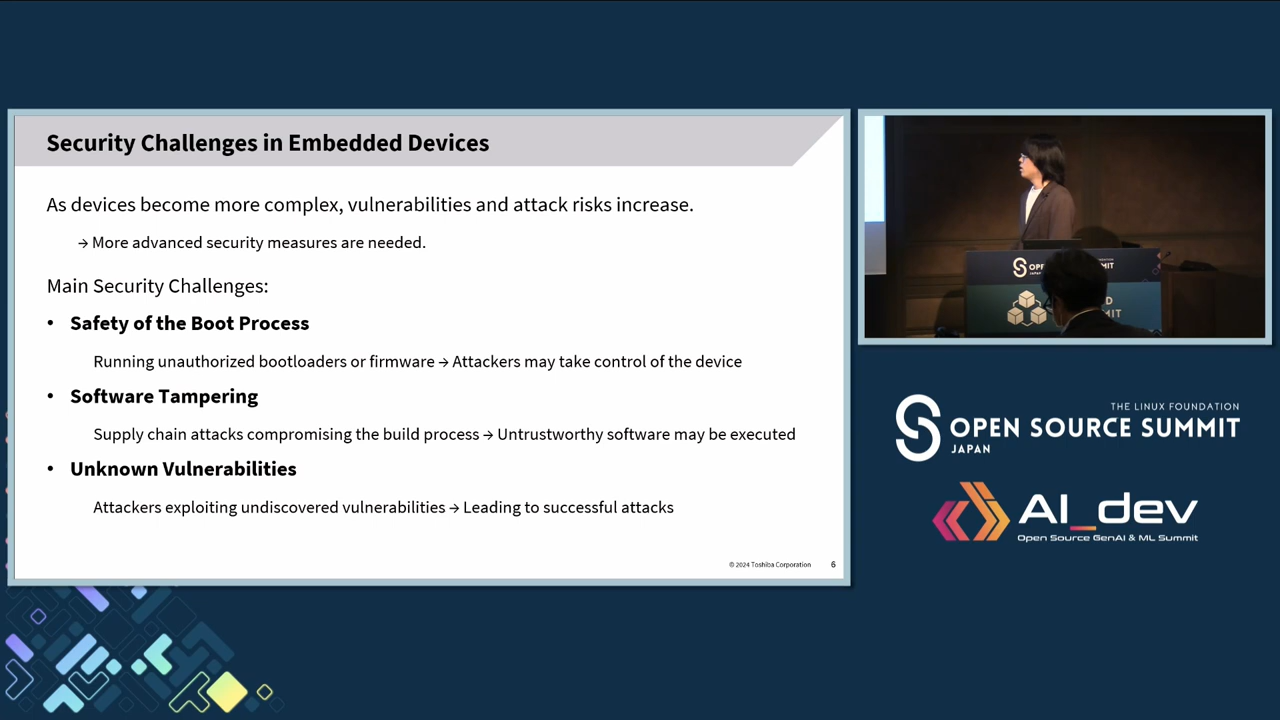 Security Challenges in Embedded Devices
As devices become more complex, vulnerabilities and attack risks increase.
→ More advanced security measures are needed.
Main Security Challenges:
• Safety of the Boot Process
Running unauthorized bootloaders or firmware → Attackers may take control of the device
• Software Tampering
Supply chain attacks compromising the build process → Untrustworthy software may be executed
• Unknown Vulnerabilities
Attackers exploiting undiscovered vulnerabilities → Leading to successful attacks
© 2024 Toshiba Corporation 6
OPEN
MMIT
THE LINUX FOUNDATION
OPEN SOURCE SUMMIT
JAPAN
AI_dev
Open Source GenAI & ML Summit